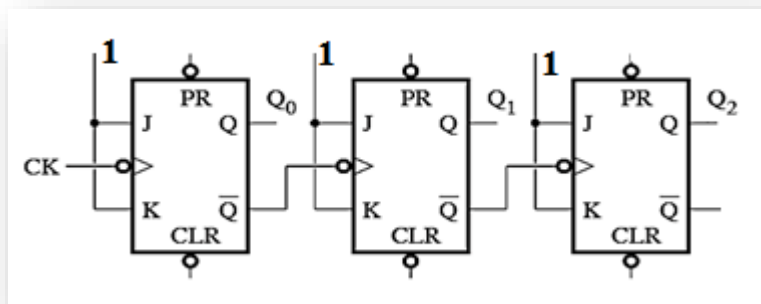 1 1 1
PR PR PR
J Q Q₀ J Q Q₁ J Q Q₂
CK
K Q̅ K Q̅ K Q̅
CLR CLR CLR